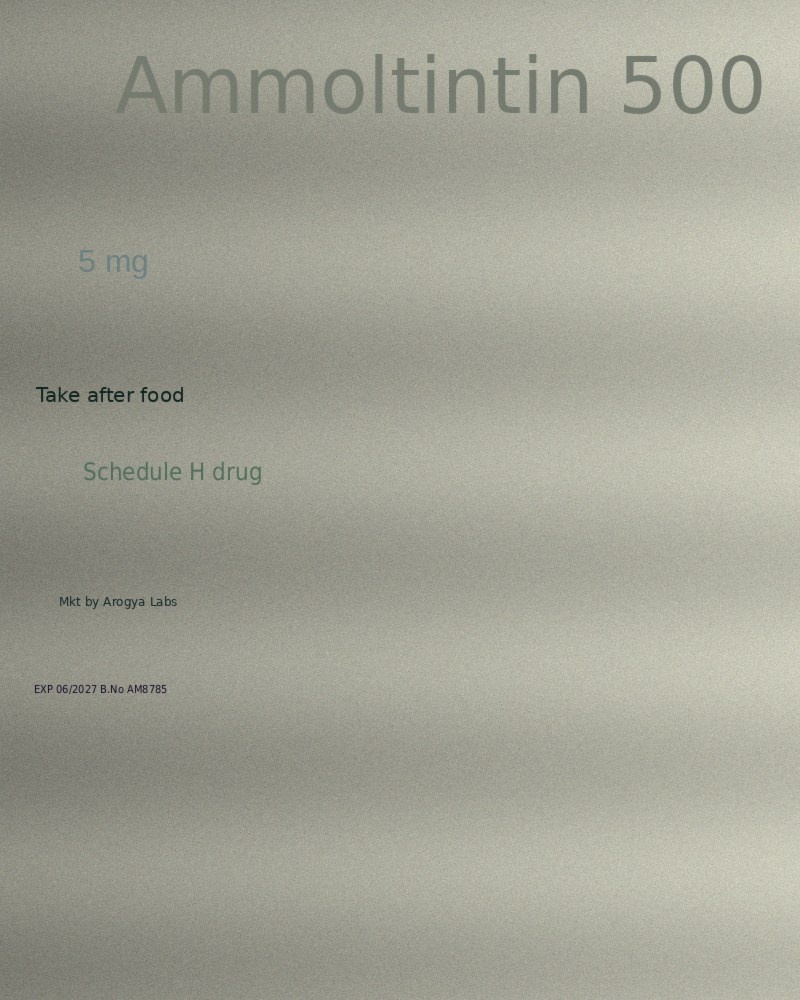 Ammoltintin 500
5 mg
Take after food
Schedule H drug
Mkt by Arogya Labs
EXP 06/2027 B.No AM8785